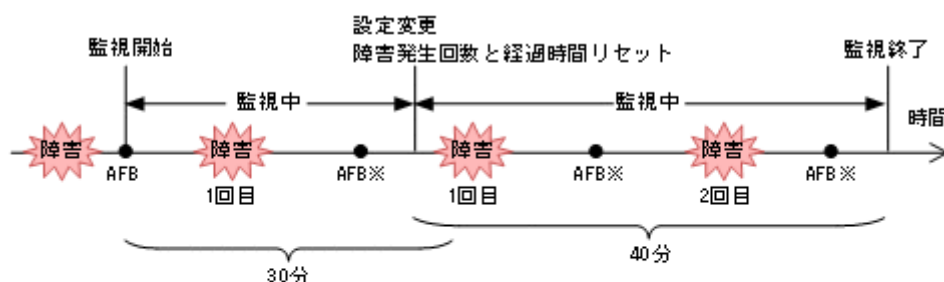 設定変更
障害発生回数と経過時間リセット
監視開始
監視終了
監視中
監視中
時間
障害
障害
障害
障害
AFB
AFB※
AFB※
AFB※
1回目
1回目
2回目
30分
40分